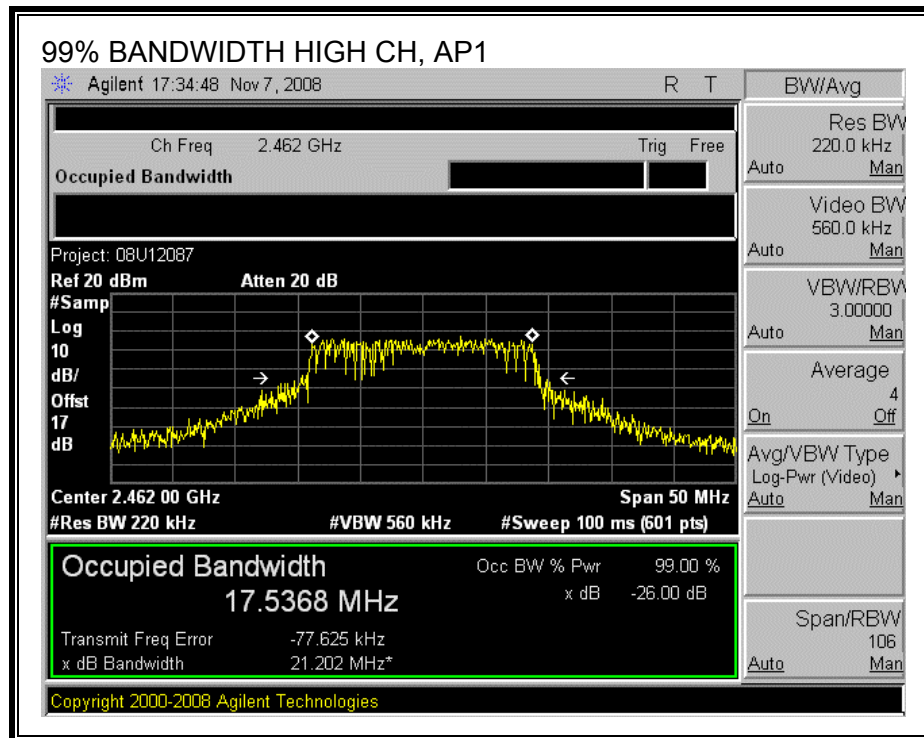 99% BANDWIDTH HIGH CH, AP1
Agilent 17:34:48 Nov 7, 2008 R T
BW/Avg
Ch Freq 2.462 GHz Trig Free
Occupied Bandwidth
Project: 08U12087
Ref 20 dBm Atten 20 dB
#Samp
Log
10
dB/
Offst
17
dB
Center 2.462 00 GHz Span 50 MHz
#Res BW 220 kHz #VBW 560 kHz #Sweep 100 ms (601 pts)
Occupied Bandwidth
17.5368 MHz
Occ BW % Pwr 99.00 %
x dB -26.00 dB
Transmit Freq Error -77.625 kHz
x dB Bandwidth 21.202 MHz*
Copyright 2000-2008 Agilent Technologies
Res BW
220.0 kHz
Auto Man
Video BW
560.0 kHz
Auto Man
VBW/RBW
3.00000
Auto Man
Average
4
On Off
Avg/VBW Type
Log-Pwr (Video)
Auto Man
Span/RBW
106
Auto Man